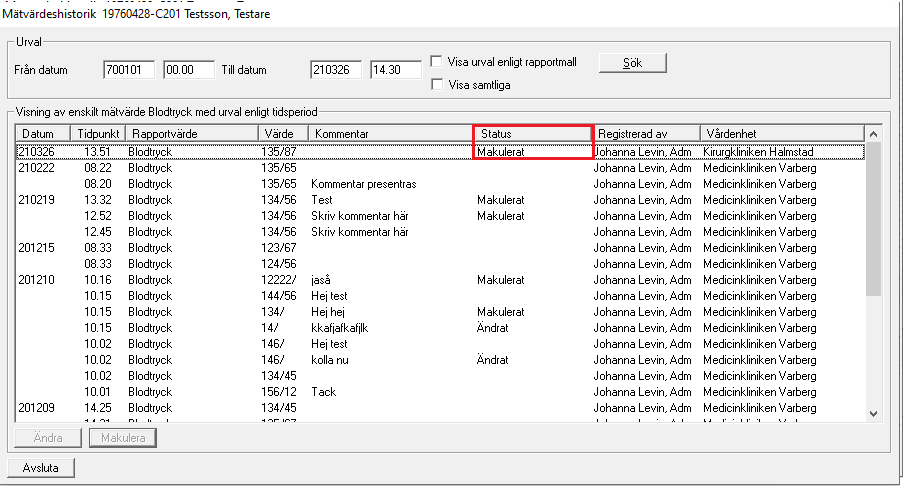 Mätvärdeshistorik 19760428-C201 Testsson, Testare
Urval
Från datum 700101 00.00 Till datum 210326 14.30 Visa urval enligt rapportmall Sök
Visa samtliga
Visning av enskilt mätvärde Blodtryck med urval enligt tidsperiod
Datum Tidpunkt Rapportvärde Värde Kommentar Status Registrerad av Vårdenhet
210326 13.51 Blodtryck 135/87 Makulerat Johanna Levin, Adm Kirurgkliniken Halmstad
210222 08.22 Blodtryck 135/65 Johanna Levin, Adm Medicinkliniken Varberg
08.20 Blodtryck 135/65 Kommentar presentras Johanna Levin, Adm Medicinkliniken Varberg
210219 13.32 Blodtryck 134/56 Test Makulerat Johanna Levin, Adm Medicinkliniken Varberg
12.52 Blodtryck 134/56 Skriv kommentar här Makulerat Johanna Levin, Adm Medicinkliniken Varberg
12.45 Blodtryck 134/56 Skriv kommentar här Johanna Levin, Adm Medicinkliniken Varberg
201215 08.33 Blodtryck 123/67 Johanna Levin, Adm Medicinkliniken Varberg
08.33 Blodtryck 124/56 Johanna Levin, Adm Medicinkliniken Varberg
201210 10.16 Blodtryck 12222/ jaså Makulerat Johanna Levin, Adm Medicinkliniken Varberg
10.15 Blodtryck 144/56 Hej test Johanna Levin, Adm Medicinkliniken Varberg
10.15 Blodtryck 134/ Hej hej Makulerat Johanna Levin, Adm Medicinkliniken Varberg
10.15 Blodtryck 14/ kkafjafkafjlk Ändrat Johanna Levin, Adm Medicinkliniken Varberg
10.02 Blodtryck 146/ Hej test Johanna Levin, Adm Medicinkliniken Varberg
10.02 Blodtryck 146/ kolla nu Ändrat Johanna Levin, Adm Medicinkliniken Varberg
10.02 Blodtryck 134/45 Johanna Levin, Adm Medicinkliniken Varberg
10.01 Blodtryck 156/12 Tack Johanna Levin, Adm Medicinkliniken Varberg
201209 14.25 Blodtryck 134/45 Johanna Levin, Adm Medicinkliniken Varberg
Blodtryck Johanna Levin, Adm Medicinkliniken Varberg
Ändra Makulera
Avsluta